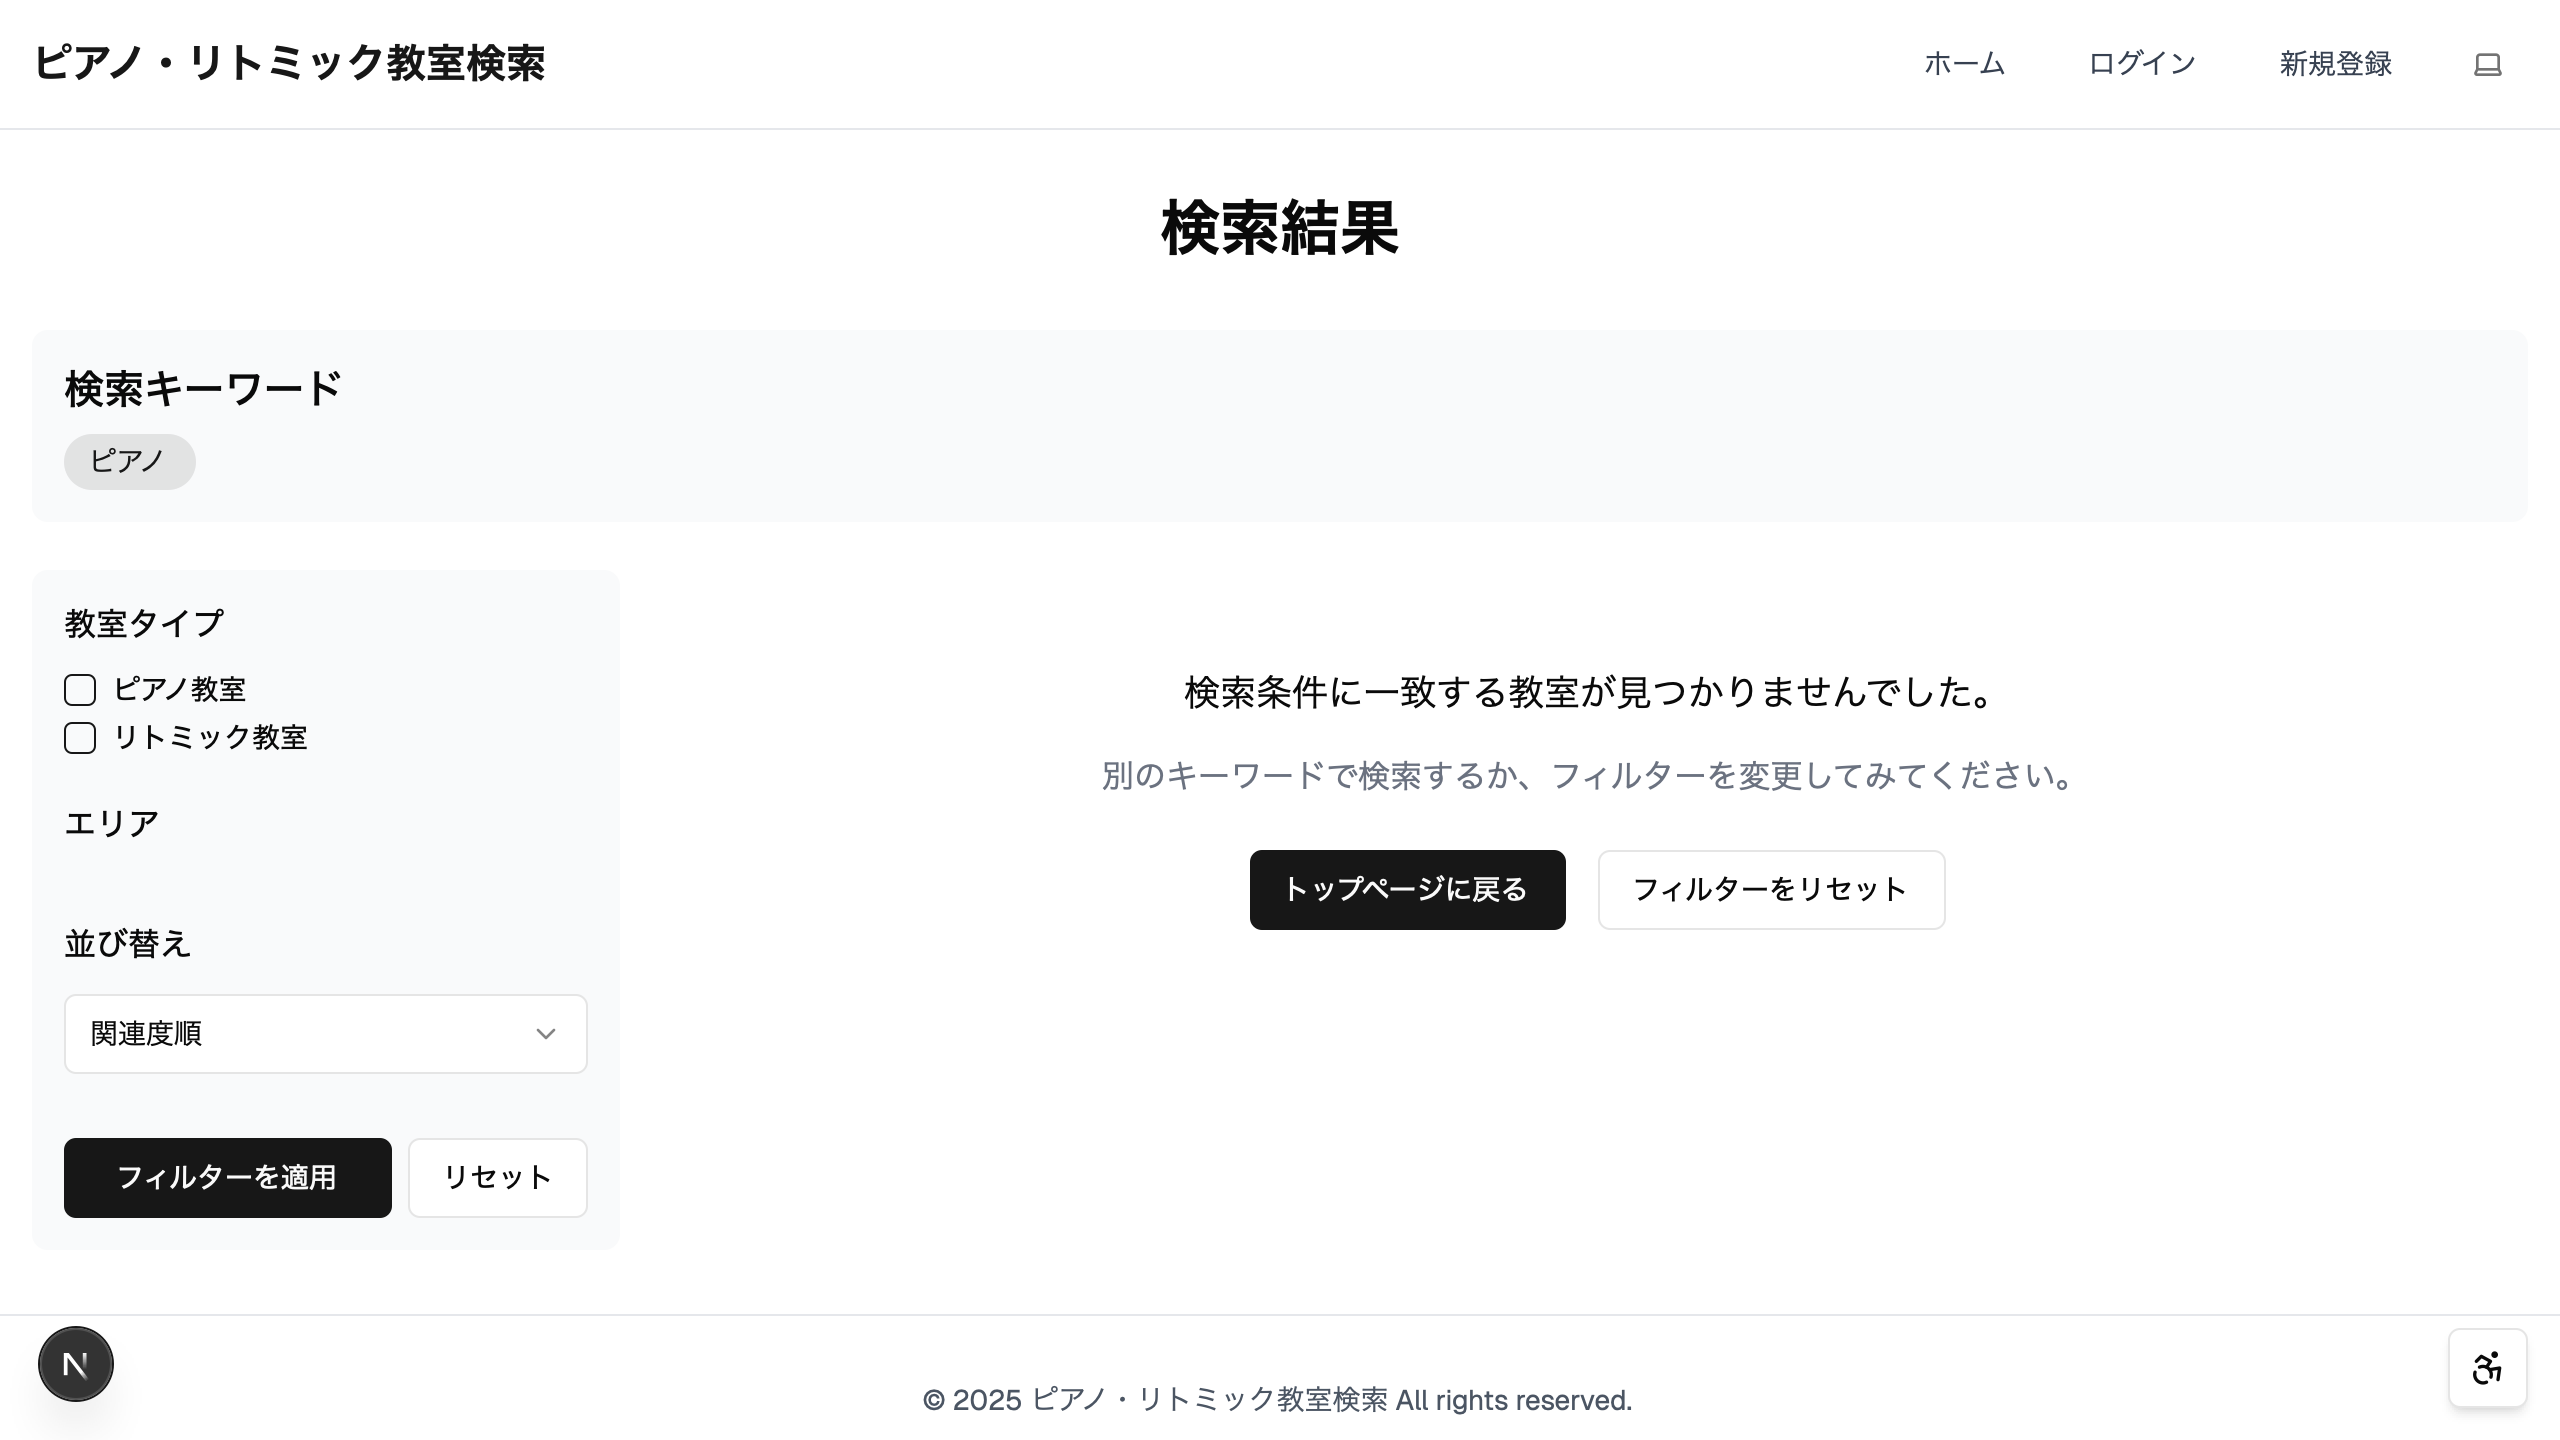 ピアノ・リトミック教室検索
ホーム ログイン 新規登録
検索結果
検索キーワード
ピアノ
教室タイプ
ピアノ教室
リトミック教室
エリア
並び替え
関連度順
フィルターを適用 リセット
検索条件に一致する教室が見つかりませんでした。
別のキーワードで検索するか、フィルターを変更してみてください。
トップページに戻る フィルターをリセット
N
© 2025 ピアノ・リトミック教室検索 All rights reserved.